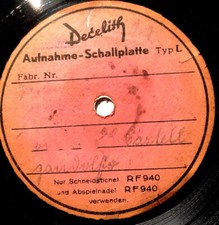 Decelith
Aufnahme-Schallplatte Typ L
Fabr. Nr.
Nur Schneidstichel RF 940
und Abspielnadel RF 940
verwenden.